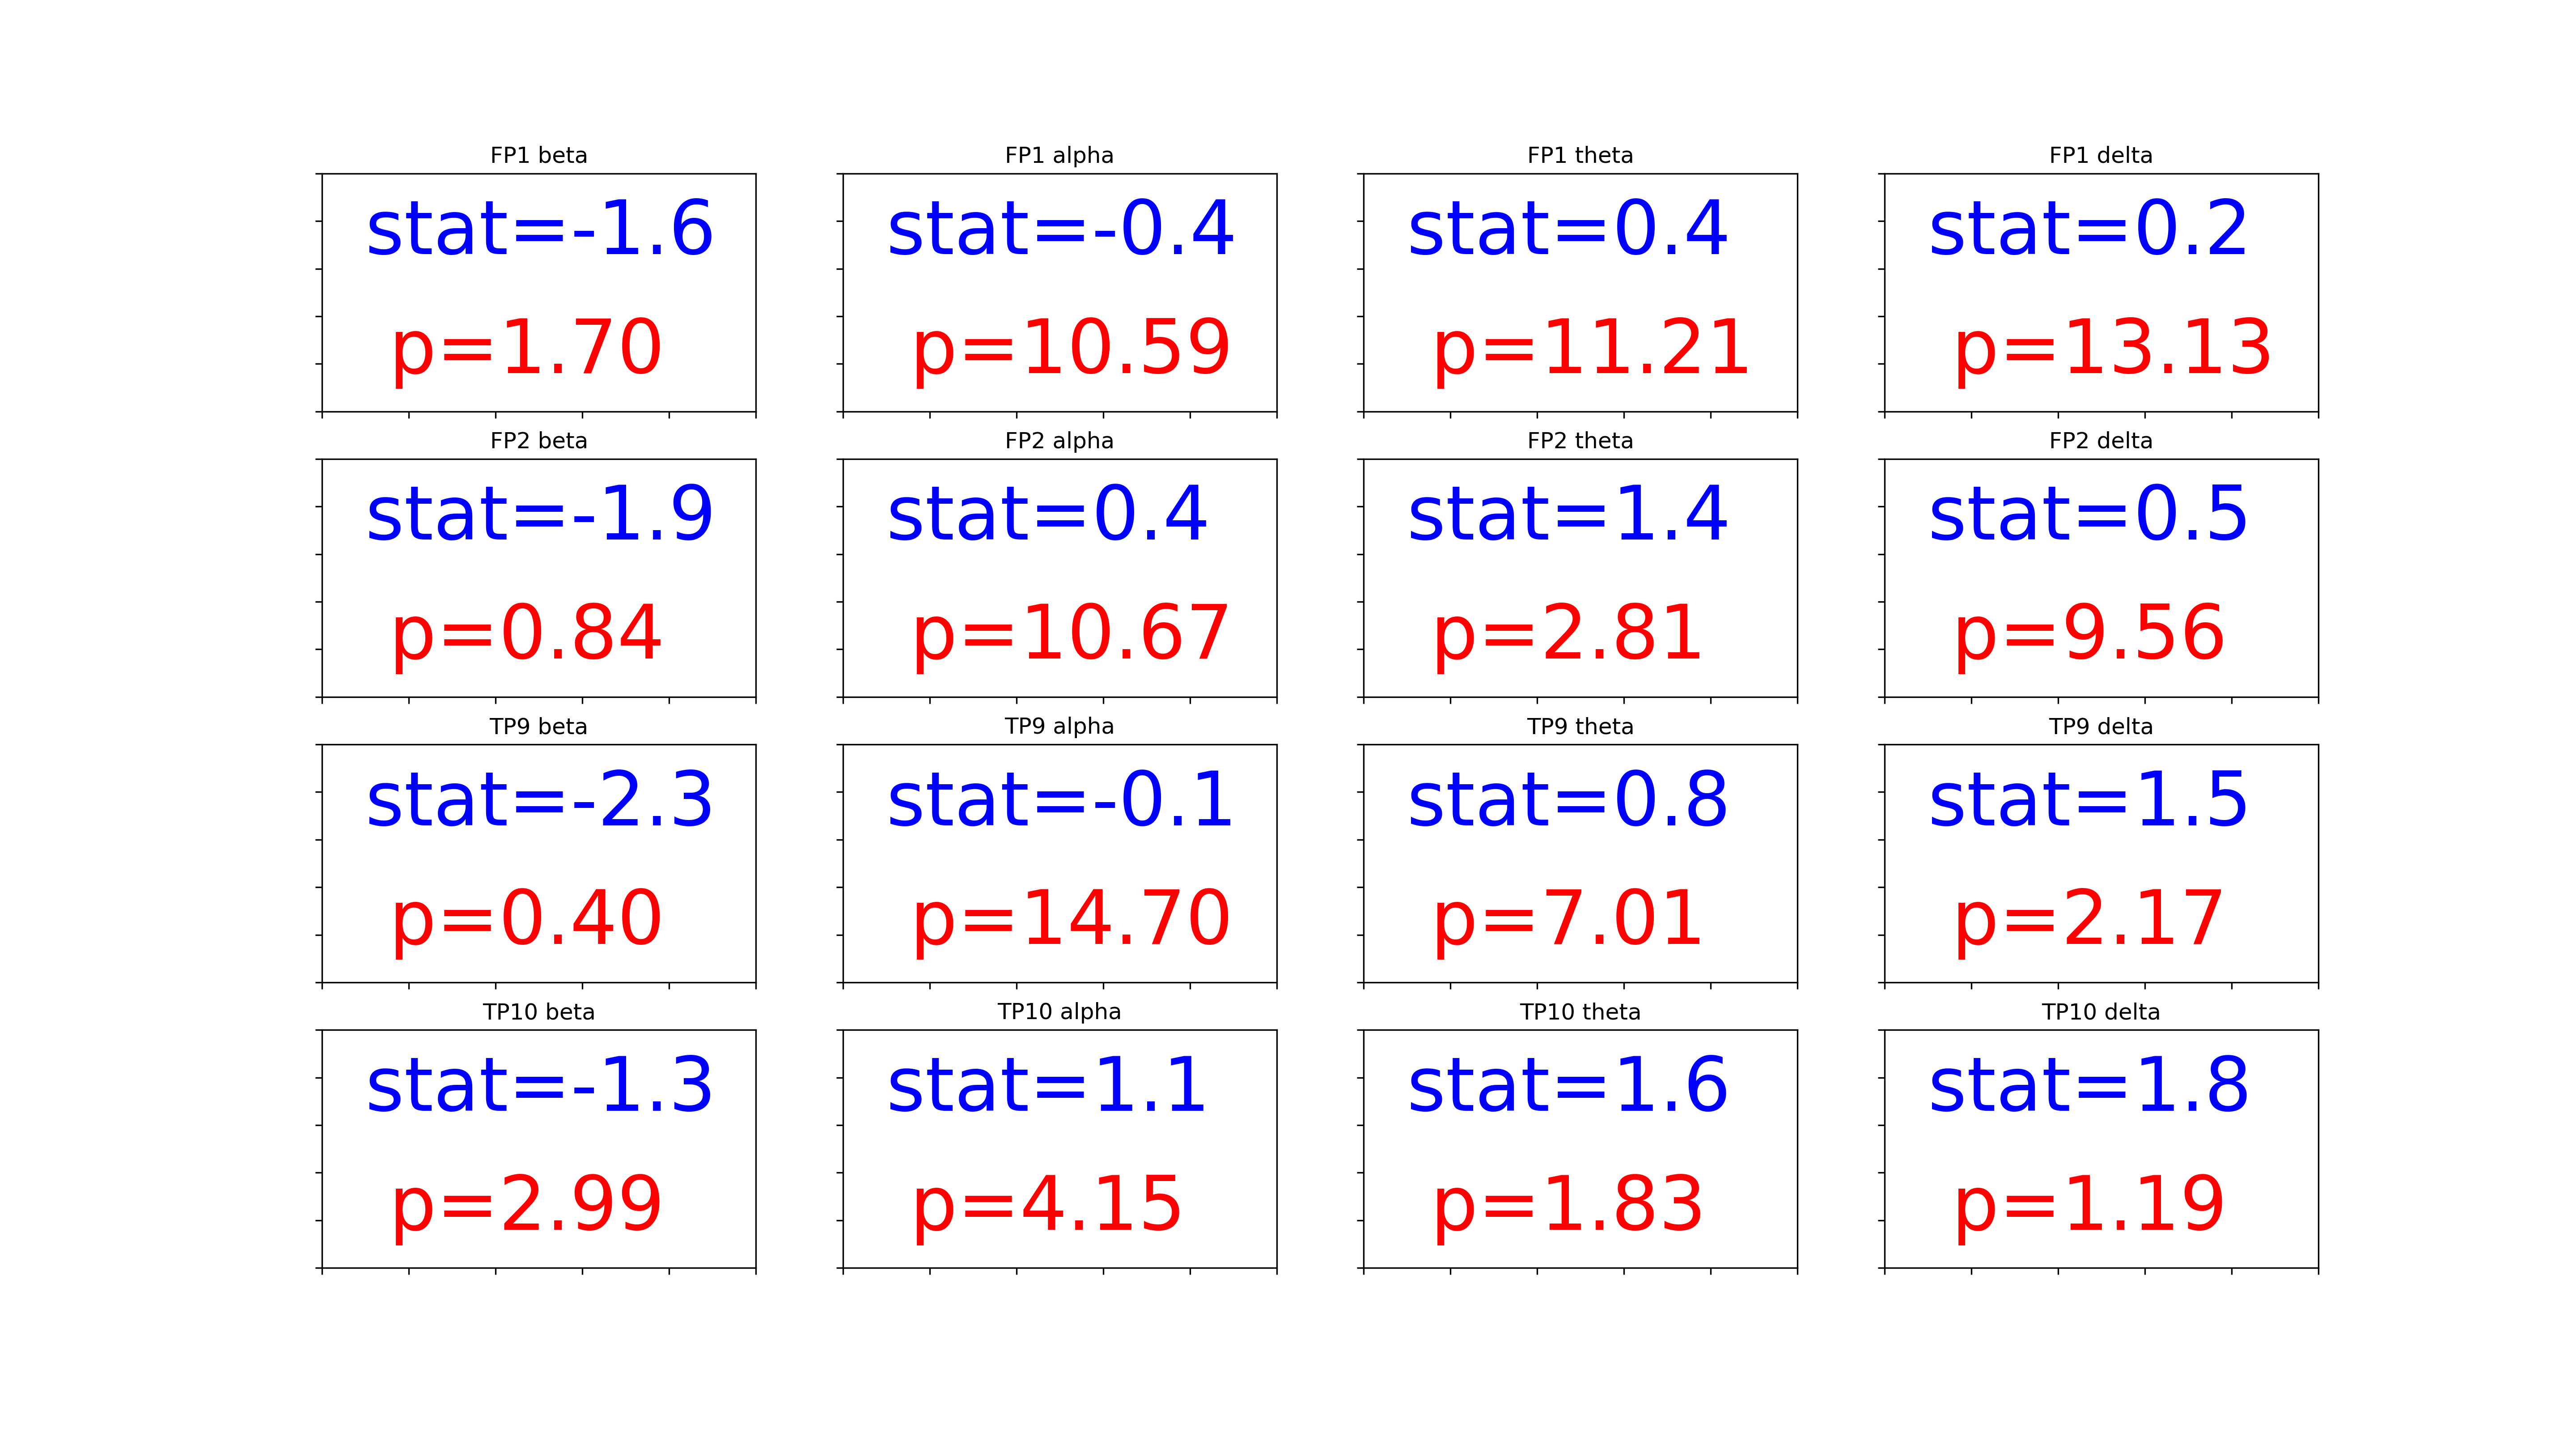 FP1 beta
stat=-1.6
p=1.70
FP1 alpha
stat=-0.4
p=10.59
FP1 theta
stat=0.4
p=11.21
FP1 delta
stat=0.2
p=13.13
FP2 beta
stat=-1.9
p=0.84
FP2 alpha
stat=0.4
p=10.67
FP2 theta
stat=1.4
p=2.81
FP2 delta
stat=0.5
p=9.56
TP9 beta
stat=-2.3
p=0.40
TP9 alpha
stat=-0.1
p=14.70
TP9 theta
stat=0.8
p=7.01
TP9 delta
stat=1.5
p=2.17
TP10 beta
stat=-1.3
p=2.99
TP10 alpha
stat=1.1
p=4.15
TP10 theta
stat=1.6
p=1.83
TP10 delta
stat=1.8
p=1.19